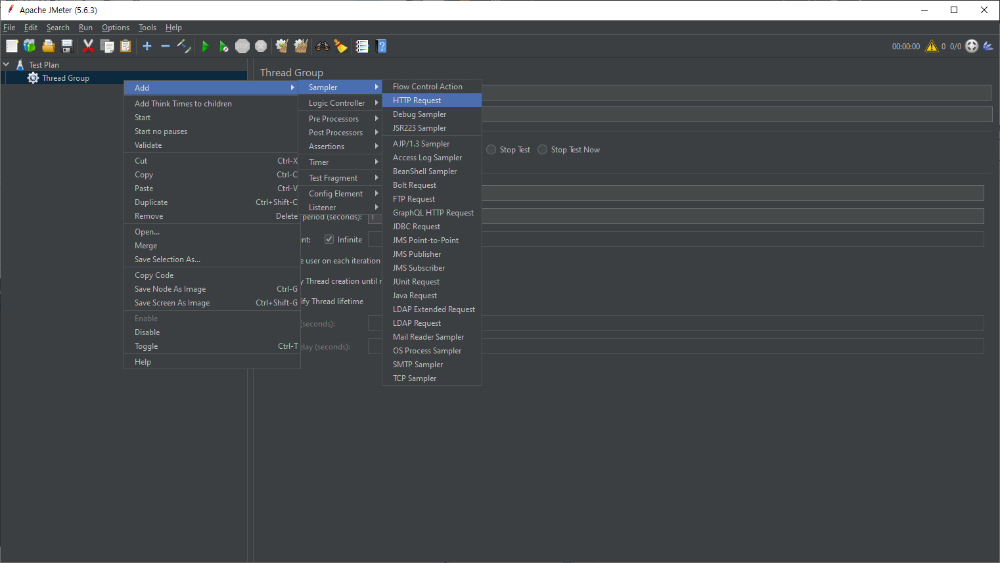 Apache JMeter (5.6.3)
File Edit Search Run Options Tools Help
STOP
00:00:00 0 0/0
Test Plan
Thread Group
Thread Group
Add
Add Think Times to children
Start
Start no pauses
Validate
Cut Ctrl-X
Copy Ctrl-C
Paste Ctrl-V
Duplicate Ctrl+Shift-C
Remove Delete
Open...
Merge
Save Selection As...
Copy Code
Save Node As Image Ctrl-G
Save Screen As Image Ctrl+Shift-G
Enable
Disable
Toggle Ctrl-T
Help
Sampler
Logic Controller
Pre Processors
Post Processors
Assertions
Timer
Test Fragment
Config Element
Listener
Flow Control Action
HTTP Request
Debug Sampler
JSR223 Sampler
AJP/1.3 Sampler
Access Log Sampler
BeanShell Sampler
Bolt Request
FTP Request
GraphQL HTTP Request
JDBC Request
JMS Point-to-Point
JMS Publisher
JMS Subscriber
JUnit Request
Java Request
LDAP Extended Request
LDAP Request
Mail Reader Sampler
OS Process Sampler
SMTP Sampler
TCP Sampler
Stop Test Stop Test Now
period (seconds): 1
nt: Infinite
e user on each iteration
y Thread creation until
ify Thread lifetime
(seconds):
elay (seconds):